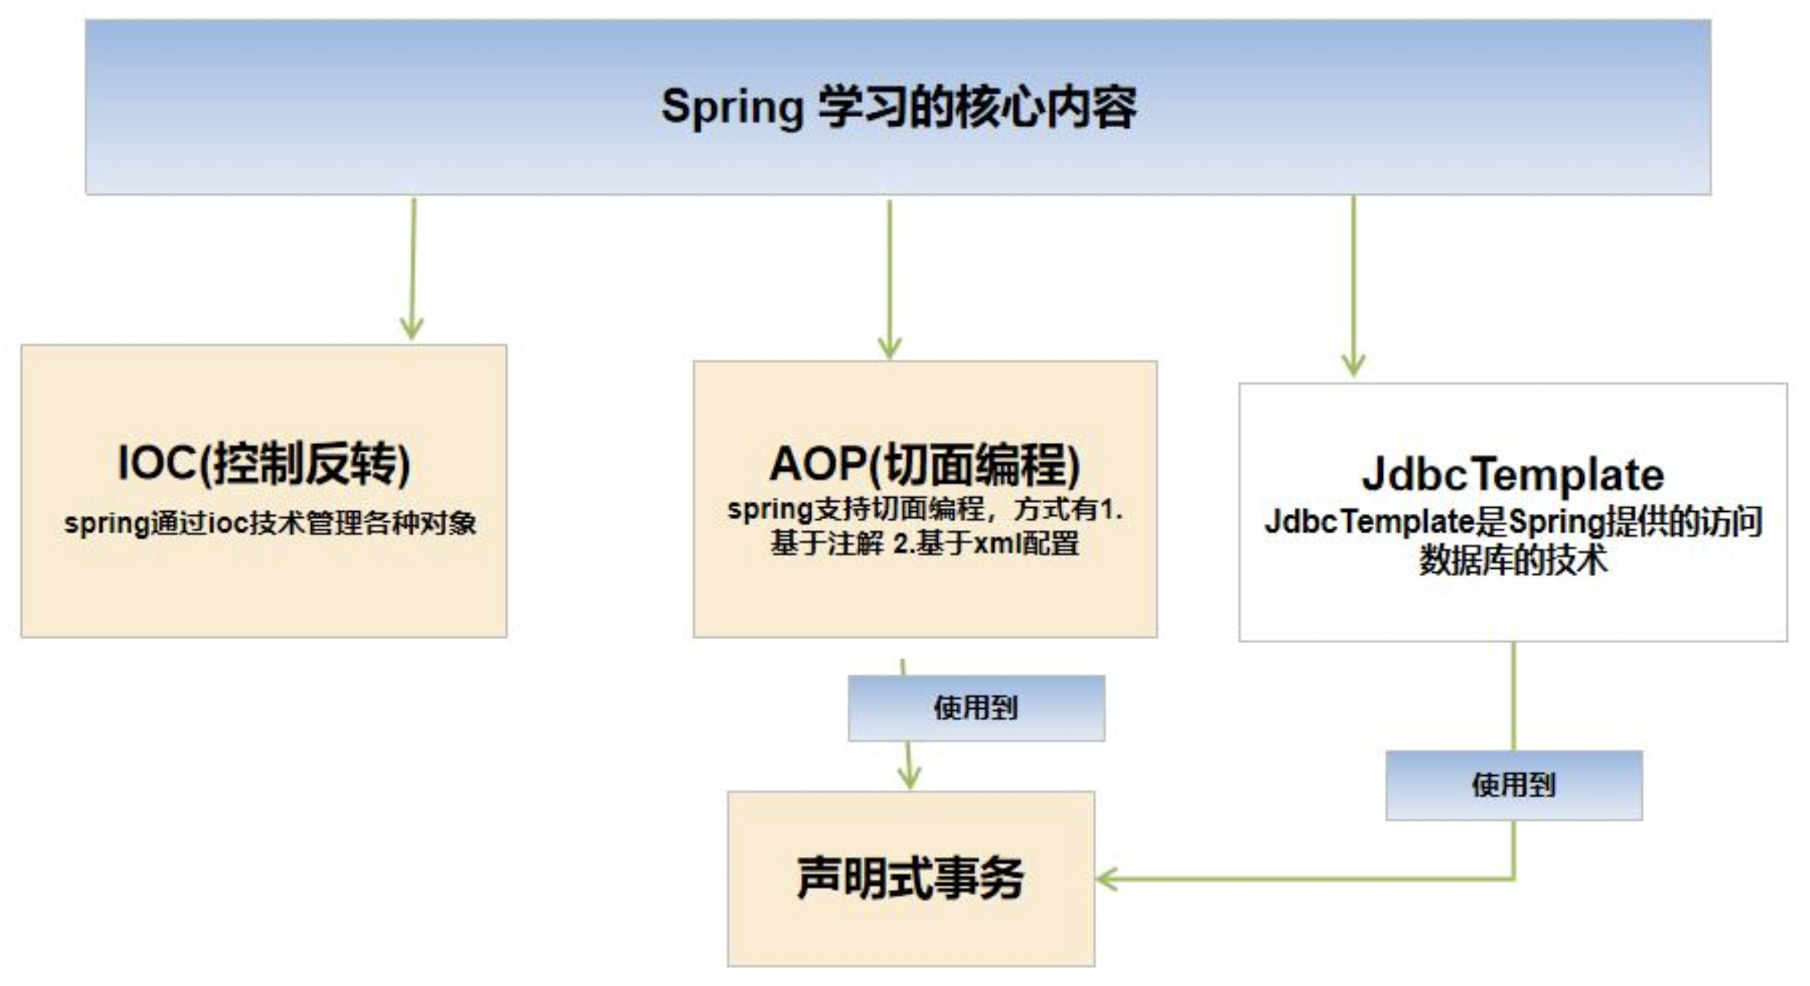 Spring 学习的核心内容
IOC(控制反转)
spring通过ioc技术管理各种对象
AOP(切面编程)
spring支持切面编程，方式有1.
基于注解 2.基于xml配置
JdbcTemplate
JdbcTemplate是Spring提供的访问
数据库的技术
使用到
使用到
声明式事务